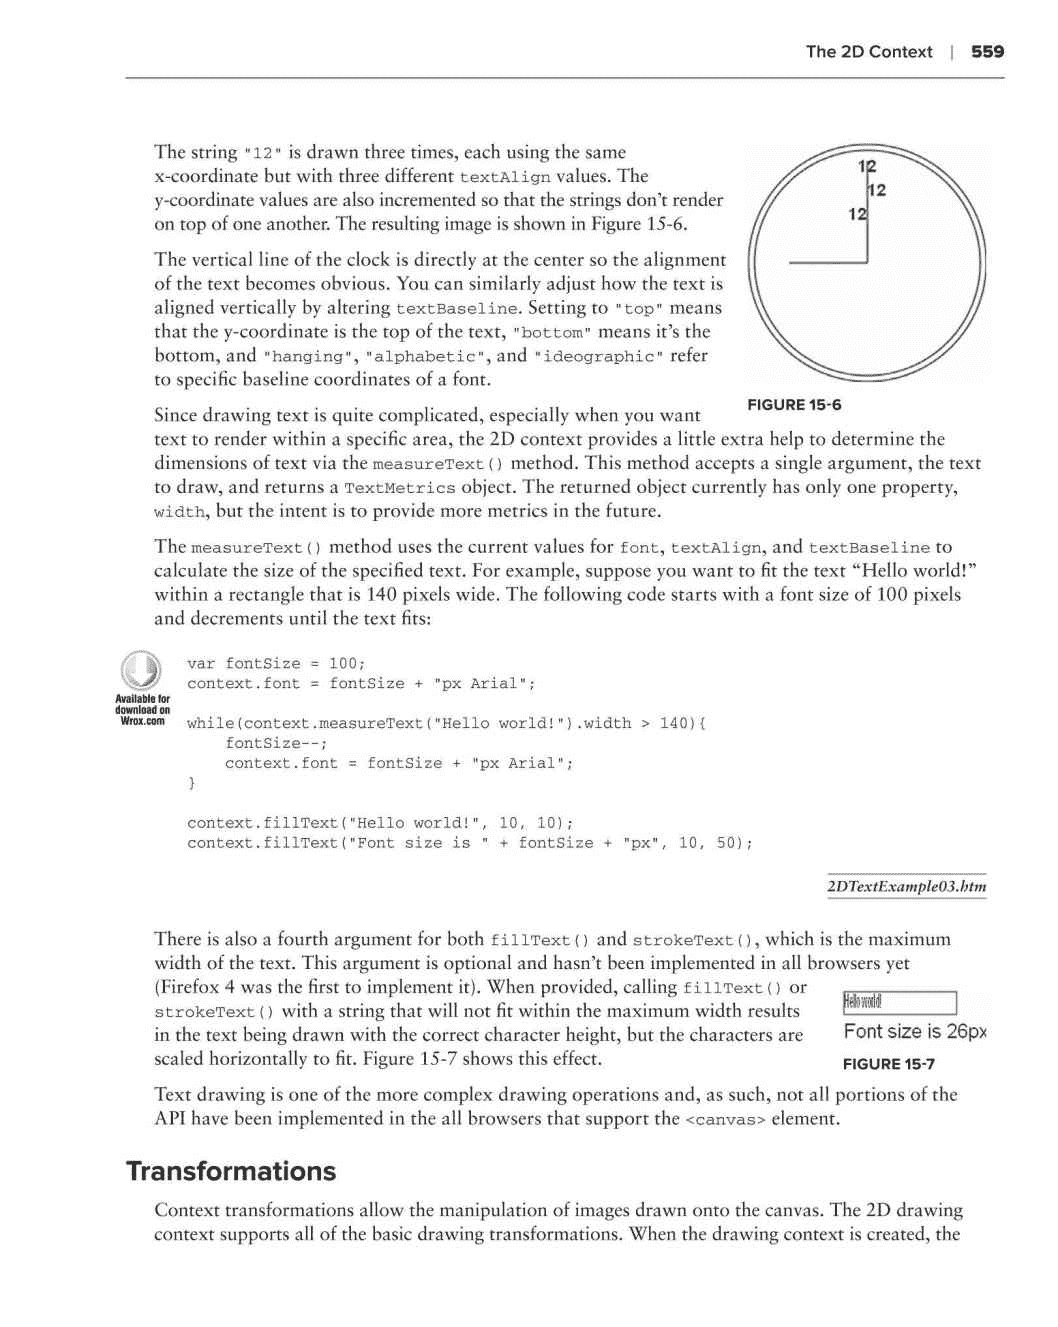 The 2D Context | 559
The string "12" is drawn three times, each using the same
x-coordinate but with three different textAlign values. The
y-coordinate values are also incremented so that the strings don't render
on top of one another. The resulting image is shown in Figure 15-6.
12
12
12
The vertical line of the clock is directly at the center so the alignment
of the text becomes obvious. You can similarly adjust how the text is
aligned vertically by altering textBaseline. Setting to "top" means
that the y-coordinate is the top of the text, "bottom" means it's the
bottom, and "hanging", "alphabetic", and "ideographic" refer
to specific baseline coordinates of a font.
FIGURE 15-6
Since drawing text is quite complicated, especially when you want
text to render within a specific area, the 2D context provides a little extra help to determine the
dimensions of text via the measureText() method. This method accepts a single argument, the text
to draw, and returns a TextMetrics object. The returned object currently has only one property,
width, but the intent is to provide more metrics in the future.
The measureText() method uses the current values for font, textAlign, and textBaseline to
calculate the size of the specified text. For example, suppose you want to fit the text “Hello world!”
within a rectangle that is 140 pixels wide. The following code starts with a font size of 100 pixels
and decrements until the text fits:
Available for
download on
Wrox.com
var fontSize = 100;
context.font = fontSize + "px Arial";
while(context.measureText("Hello world!").width > 140){
    fontSize--;
    context.font = fontSize + "px Arial";
}
context.fillText("Hello world!", 10, 10);
context.fillText("Font size is " + fontSize + "px", 10, 50);
2DTextExample03.htm
There is also a fourth argument for both fillText() and strokeText(), which is the maximum
width of the text. This argument is optional and hasn't been implemented in all browsers yet
(Firefox 4 was the first to implement it). When provided, calling fillText() or
strokeText() with a string that will not fit within the maximum width results
in the text being drawn with the correct character height, but the characters are
scaled horizontally to fit. Figure 15-7 shows this effect.
Hello world!
Font size is 26px
FIGURE 15-7
Text drawing is one of the more complex drawing operations and, as such, not all portions of the
API have been implemented in the all browsers that support the <canvas> element.
Transformations
Context transformations allow the manipulation of images drawn onto the canvas. The 2D drawing
context supports all of the basic drawing transformations. When the drawing context is created, the